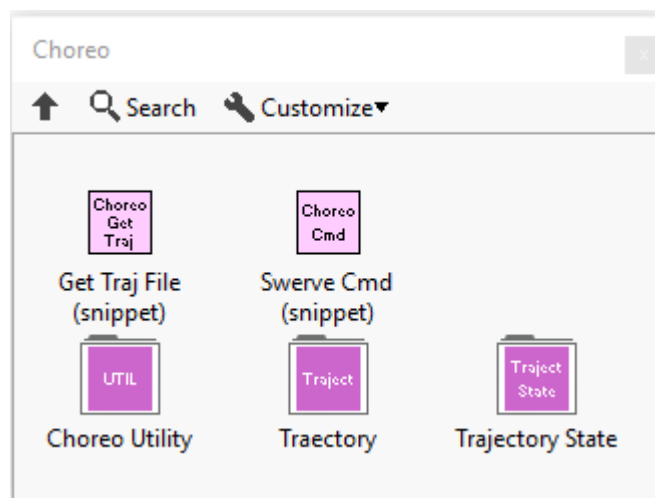 Choreo
x
Search Customize▾
Choreo
Get
Traj
Choreo
Cmd
Get Traj File
(snippet)
Swerve Cmd
(snippet)
UTIL
Traject
Traject
State
Choreo Utility
Traectory
Trajectory State